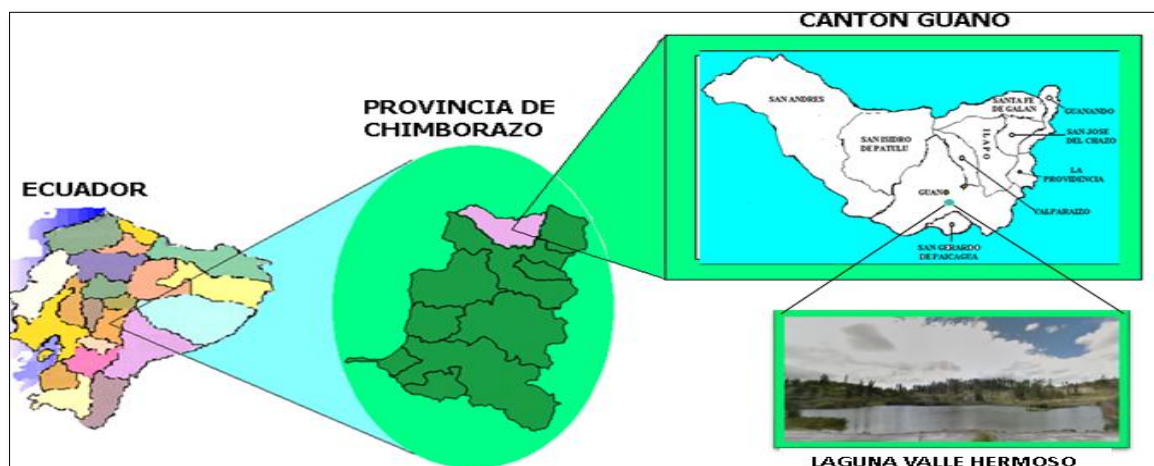 CANTON GUANO
PROVINCIA DE
CHIMBORAZO
ECUADOR
SAN ANDRES
SAN ISIDRO
DE PATULU
SANTA FE
DE GALAN
GUANANDO
ILAPO
SAN JOSE
DEL CHAZO
LA
PROVIDENCIA
GUANO
VALPARAIZO
SAN GERARDO
DE PAICAGUA
LAGUNA VALLE HERMOSO